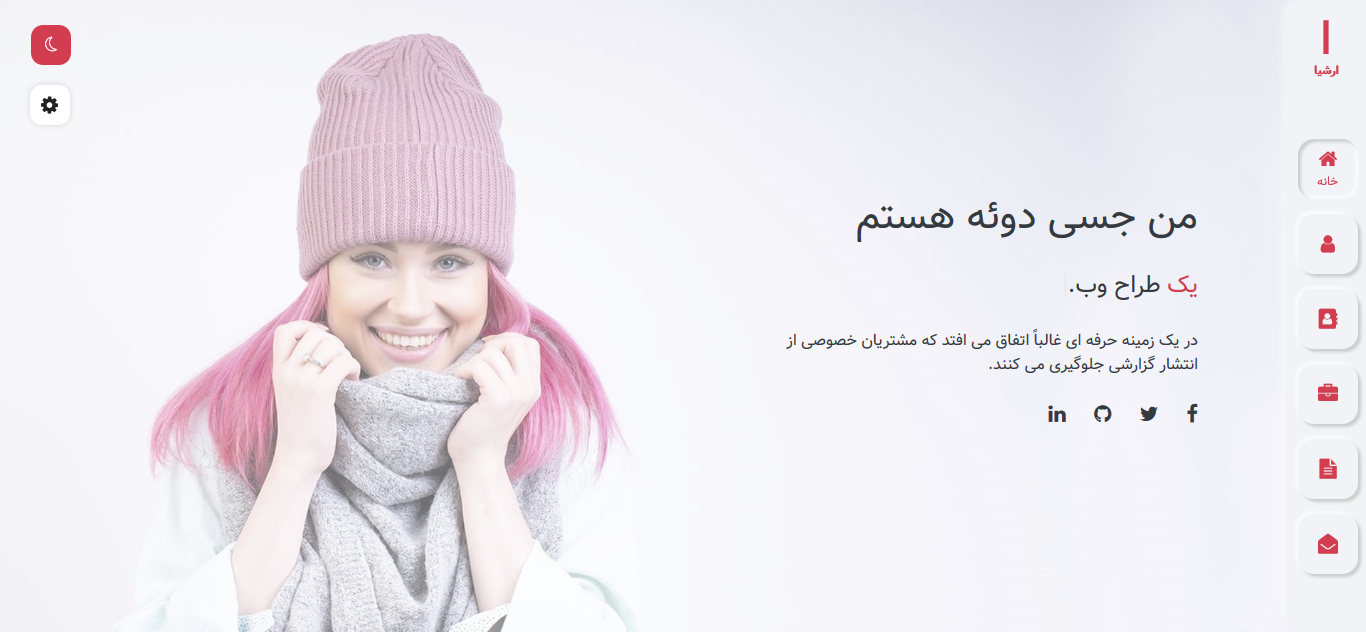 ا
ارشیا
خانه
من جسی دوئه هستم
یک طراح وب.
در یک زمینه حرفه ای غالباً اتفاق می افتد که مشتریان خصوصی از
انتشار گزارشی جلوگیری می کنند.